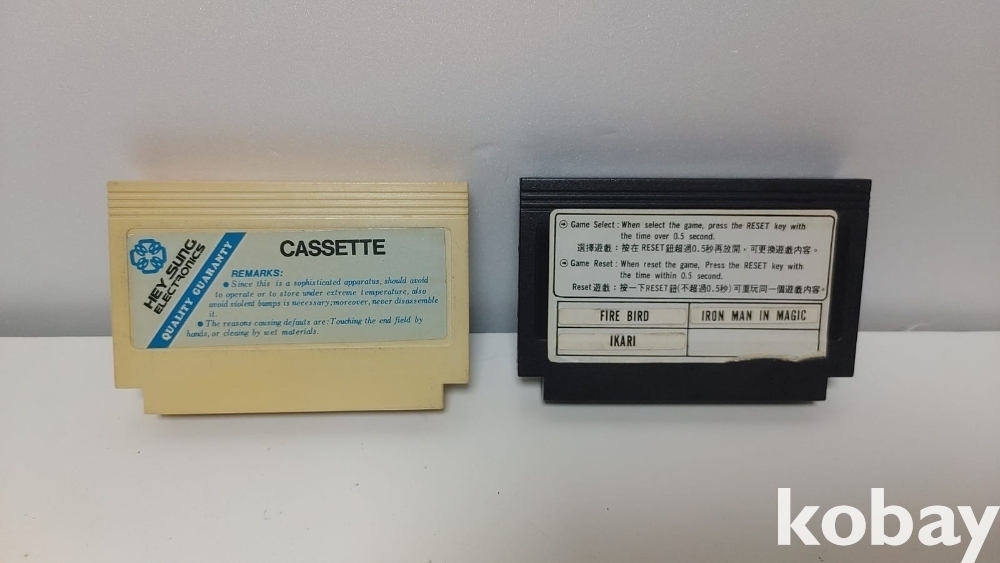 HEY SUNG
ELECTRONICS
QUALITY GUARANTY
CASSETTE
REMARKS:
● Since this is a sophisticated apparatus, should avoid
to operate or to store under extreme temperature, also
avoid violent bumps is necessary; moreover, never disassemble
it.
● The reasons causing defauts are: Touching the end field by
hands, or cleaing by wet materials.
Game Select : When select the game, press the RESET key with
the time over 0.5 second.
選擇遊戲：按在RESET鈕超過0.5秒再放開，可更換遊戲內容。
Game Reset : When reset the game, Press the RESET key with
the time within 0.5 second.
Reset遊戲：按一下RESET鈕(不超過0.5秒)可重玩同一個遊戲內容。
FIRE BIRD
IRON MAN IN MAGIC
IKARI
kobay